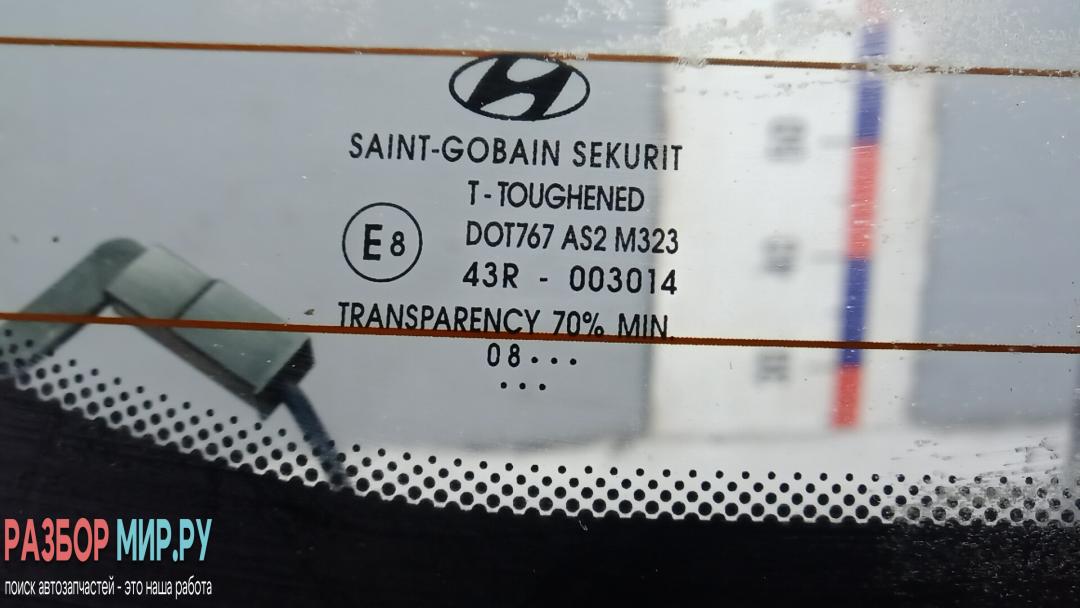 SAINT-GOBAIN SEKURIT
T - TOUGHENED
E8 DOT767 AS2 M323
43R - 003014
TRANSPARENCY 70% MIN.
08...
...
РАЗБОР МИР.РУ
поиск автозапчастей - это наша работа